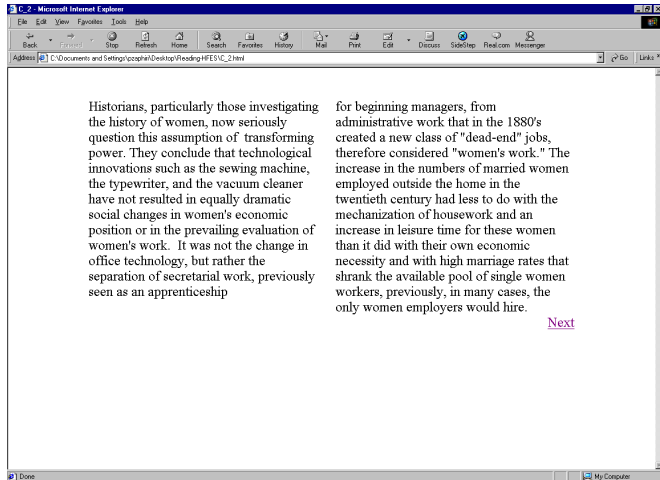 C_2 - Microsoft Internet Explorer
File Edit View Favorites Tools Help
Back Forward Stop Refresh Home Search Favorites History Mail Print Edit Discuss SideStep Real.com Messenger
Address C:\Documents and Settings\pzaphiri\Desktop\Reading-HFES\C_2.html Go Links »
Historians, particularly those investigating
the history of women, now seriously
question this assumption of transforming
power. They conclude that technological
innovations such as the sewing machine,
the typewriter, and the vacuum cleaner
have not resulted in equally dramatic
social changes in women's economic
position or in the prevailing evaluation of
women's work. It was not the change in
office technology, but rather the
separation of secretarial work, previously
seen as an apprenticeship
for beginning managers, from
administrative work that in the 1880's
created a new class of "dead-end" jobs,
therefore considered "women's work." The
increase in the numbers of married women
employed outside the home in the
twentieth century had less to do with the
mechanization of housework and an
increase in leisure time for these women
than it did with their own economic
necessity and with high marriage rates that
shrank the available pool of single women
workers, previously, in many cases, the
only women employers would hire.
Next
Done My Computer